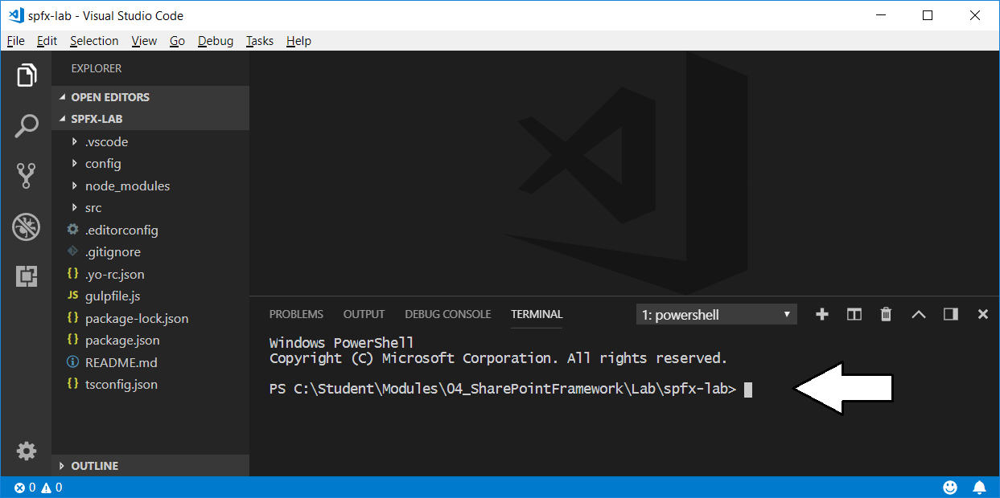 spfx-lab - Visual Studio Code
File Edit Selection View Go Debug Tasks Help
EXPLORER
OPEN EDITORS
SPFX-LAB
.vscode
config
node_modules
src
.editorconfig
.gitignore
{} .yo-rc.json
JS gulpfile.js
{} package-lock.json
{} package.json
README.md
{} tsconfig.json
OUTLINE
PROBLEMS OUTPUT DEBUG CONSOLE TERMINAL 1: powershell
Windows PowerShell
Copyright (C) Microsoft Corporation. All rights reserved.
PS C:\Student\Modules\04_SharePointFramework\Lab\spfx-lab>
0 0